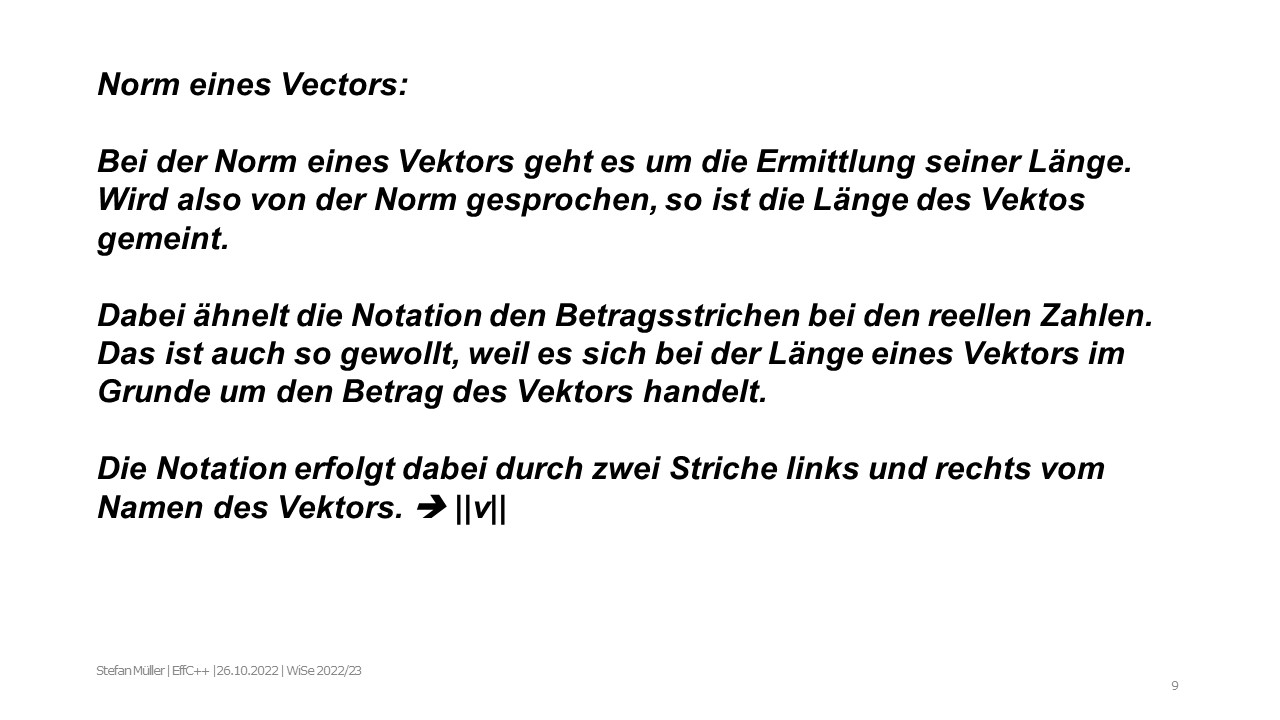 Norm eines Vectors:
Bei der Norm eines Vektors geht es um die Ermittlung seiner Länge.
Wird also von der Norm gesprochen, so ist die Länge des Vektos
gemeint.
Dabei ähnelt die Notation den Betragsstrichen bei den reellen Zahlen.
Das ist auch so gewollt, weil es sich bei der Länge eines Vektors im
Grunde um den Betrag des Vektors handelt.
Die Notation erfolgt dabei durch zwei Striche links und rechts vom
Namen des Vektors. ➔ ||v||
Stefan Müller | EffC++ |26.10.2022 | WiSe 2022/23
9